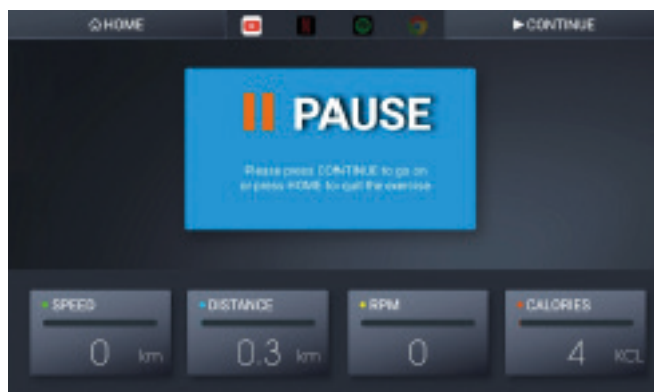 HOME
CONTINUE
PAUSE
Please press CONTINUE to go on
or press HOME to quit the exercise
SPEED
DISTANCE
RPM
CALORIES
0 km
0.3 km
0
4 KCL